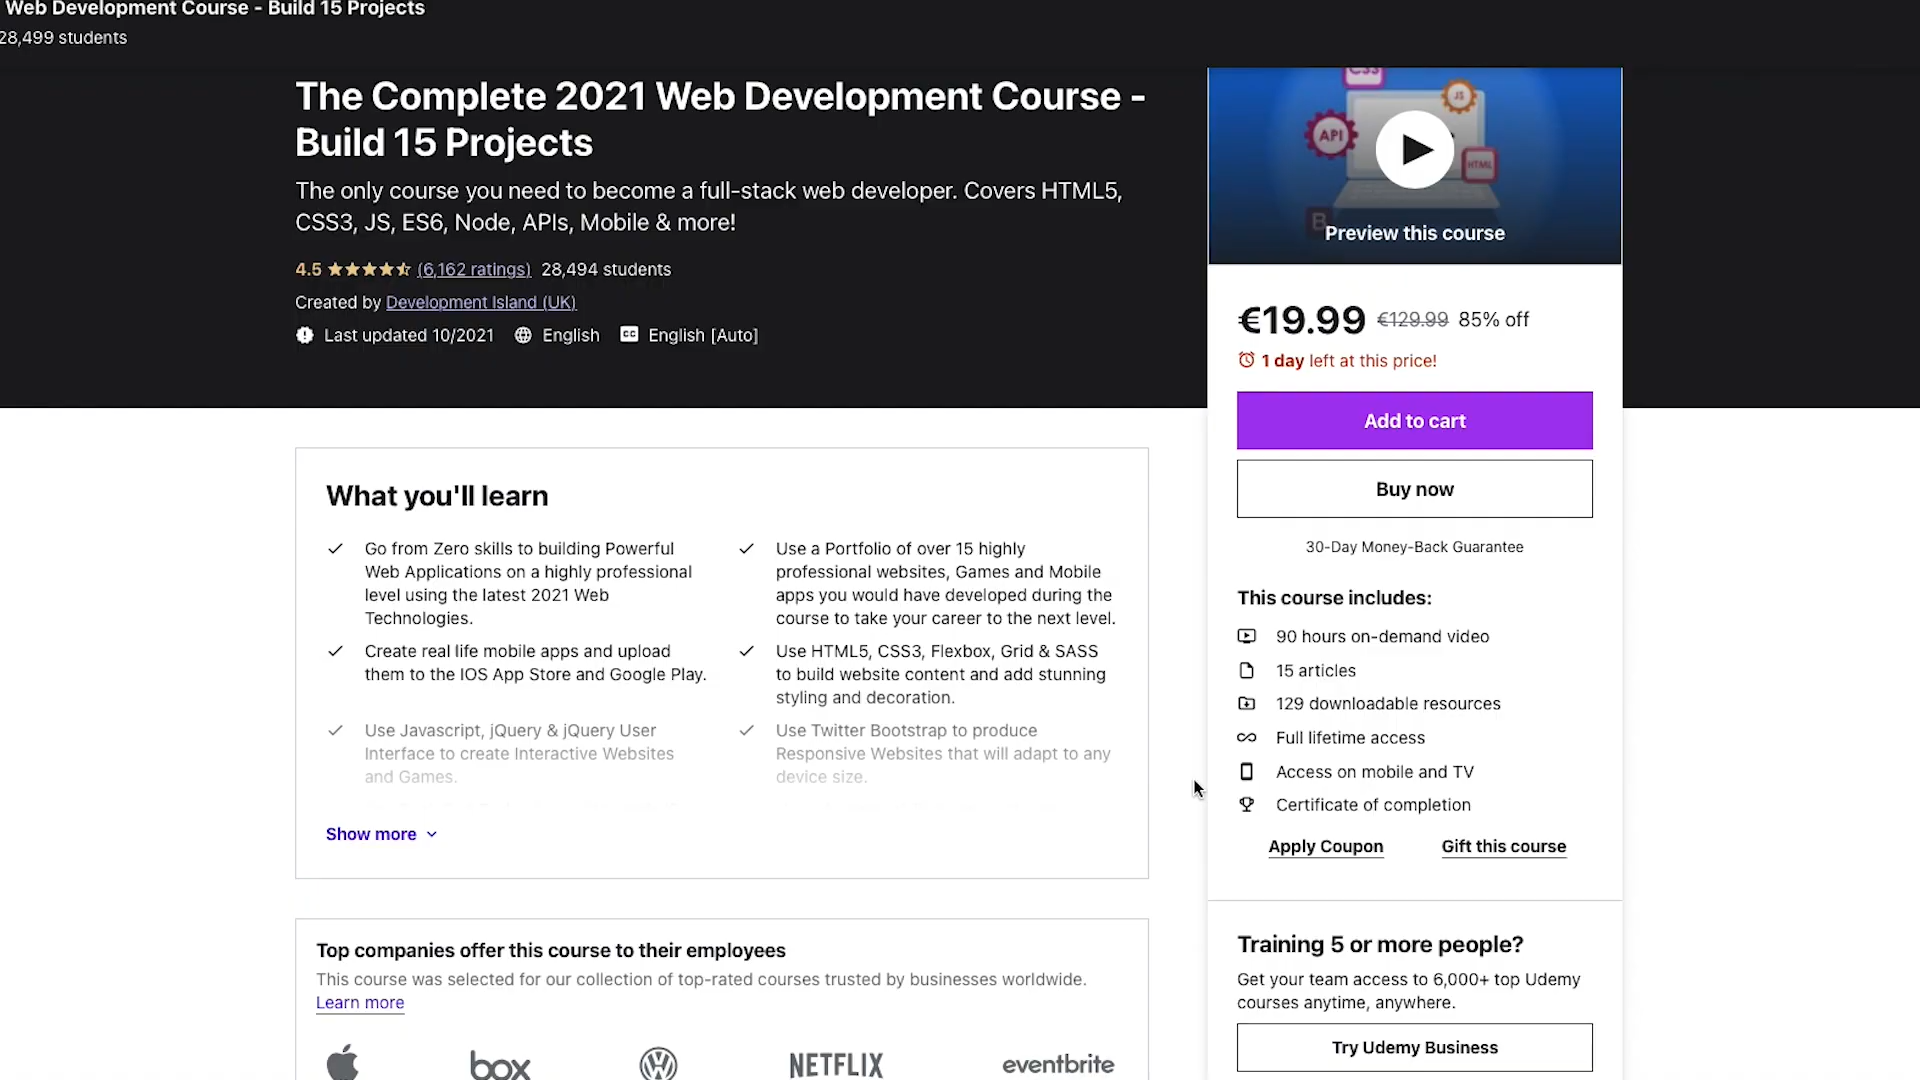 Web Development Course - Build 15 Projects
28,499 students
The Complete 2021 Web Development Course -
Build 15 Projects
The only course you need to become a full-stack web developer. Covers HTML5,
CSS3, JS, ES6, Node, APIs, Mobile & more!
4.5 (6,162 ratings) 28,494 students
Created by Development Island (UK)
Last updated 10/2021 English CC English [Auto]
CSS
JS
API
HTML
B
Preview this course
€19.99 €129.99 85% off
1 day left at this price!
Add to cart
Buy now
30-Day Money-Back Guarantee
This course includes:
90 hours on-demand video
15 articles
129 downloadable resources
Full lifetime access
Access on mobile and TV
Certificate of completion
Apply Coupon Gift this course
Training 5 or more people?
Get your team access to 6,000+ top Udemy
courses anytime, anywhere.
Try Udemy Business
What you'll learn
Go from Zero skills to building Powerful
Web Applications on a highly professional
level using the latest 2021 Web
Technologies.
Use a Portfolio of over 15 highly
professional websites, Games and Mobile
apps you would have developed during the
course to take your career to the next level.
Create real life mobile apps and upload
them to the IOS App Store and Google Play.
Use HTML5, CSS3, Flexbox, Grid & SASS
to build website content and add stunning
styling and decoration.
Use Javascript, jQuery & jQuery User
Interface to create Interactive Websites
and Games.
Use Twitter Bootstrap to produce
Responsive Websites that will adapt to any
device size.
Show more
Top companies offer this course to their employees
This course was selected for our collection of top-rated courses trusted by businesses worldwide.
Learn more
box
NETFLIX
eventbrite